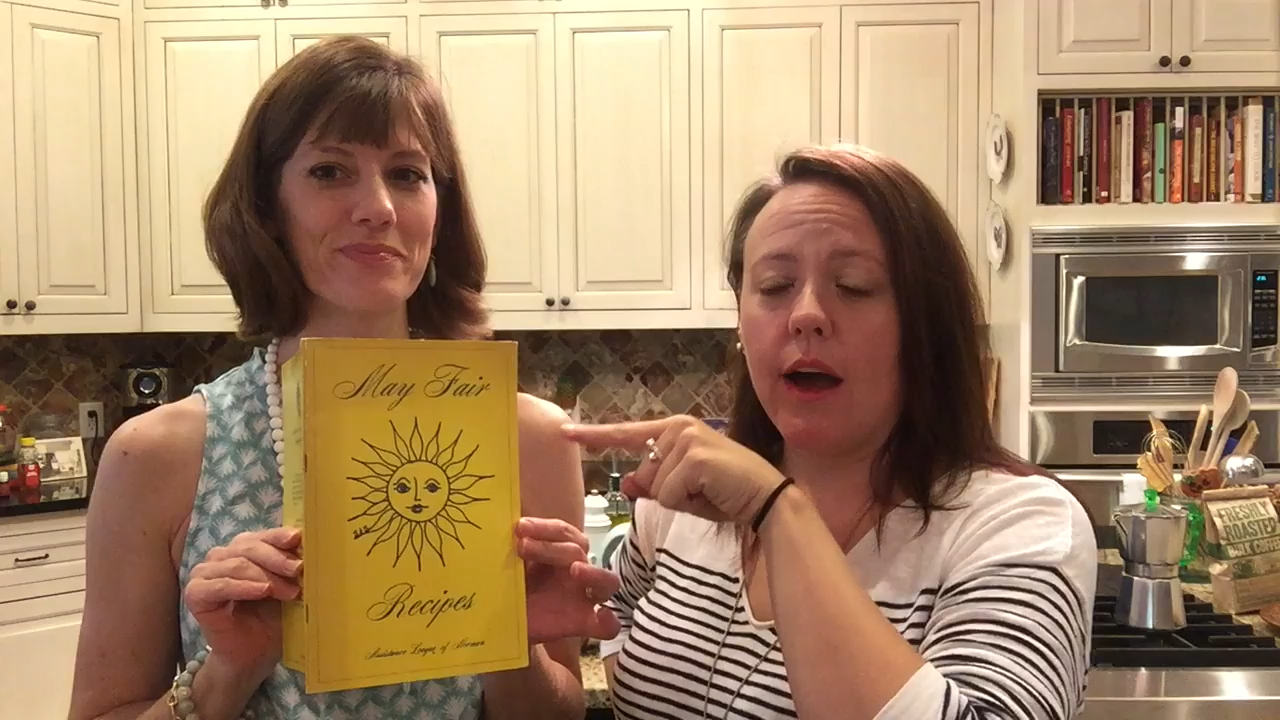 May Fair
Recipes
Assistance League of Norman
FRESHLY
ROASTED